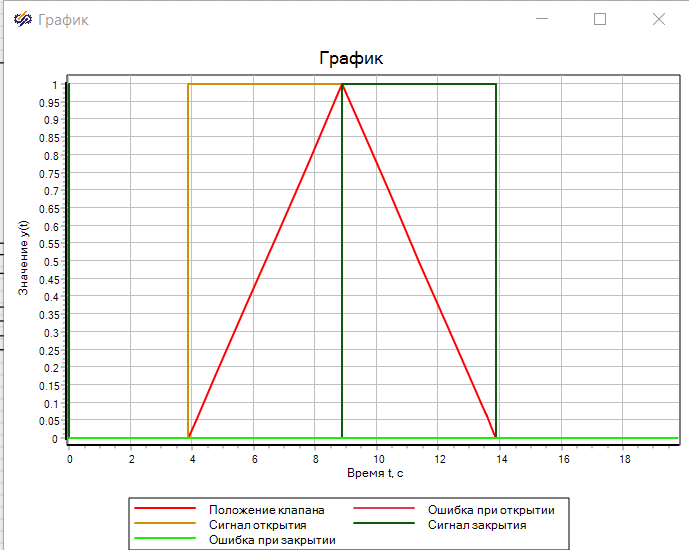 График
График
1
0.95
0.9
0.85
0.8
0.75
0.7
0.65
0.6
0.55
0.5
0.45
0.4
0.35
0.3
0.25
0.2
0.15
0.1
0.05
0
Значение y(t)
0 2 4 6 8 10 12 14 16 18
Время t, с
Положение клапана Ошибка при открытии
Сигнал открытия Сигнал закрытия
Ошибка при закрытии